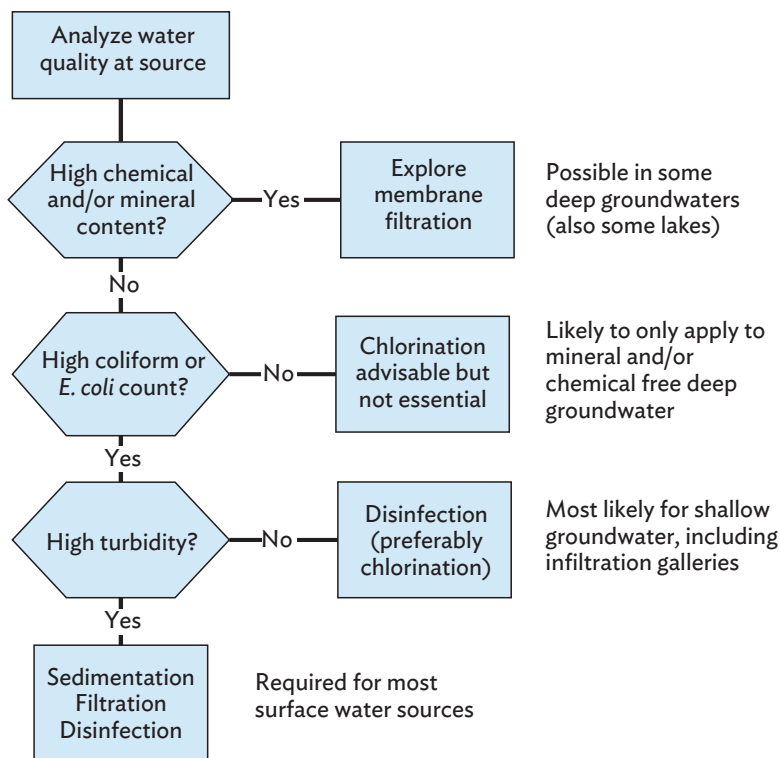 Analyze water
quality at source
High chemical
and/or mineral
content?
Yes
Explore
membrane
filtration
Possible in some
deep groundwaters
(also some lakes)
No
High coliform or
E. coli count?
No
Chlorination
advisable but
not essential
Likely to only apply to
mineral and/or
chemical free deep
groundwater
Yes
High turbidity?
No
Disinfection
(preferably
chlorination)
Most likely for shallow
groundwater, including
infiltration galleries
Yes
Sedimentation
Filtration
Disinfection
Required for most
surface water sources